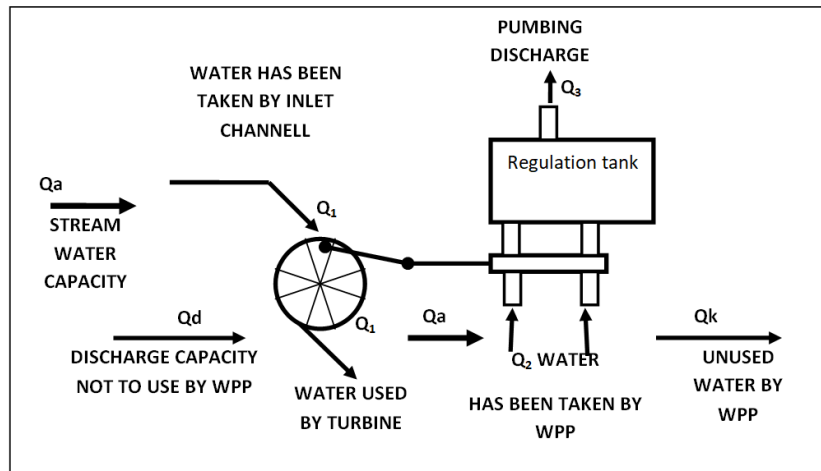 PUMBING
DISCHARGE
Q₃
WATER HAS BEEN
TAKEN BY INLET
CHANNELL
Regulation tank
Qa
STREAM
WATER
CAPACITY
Q₁
Q₁
Qd
DISCHARGE CAPACITY
NOT TO USE BY WPP
WATER USED
BY TURBINE
Qa
Q₂ WATER
HAS BEEN TAKEN BY
WPP
Qk
UNUSED
WATER BY
WPP